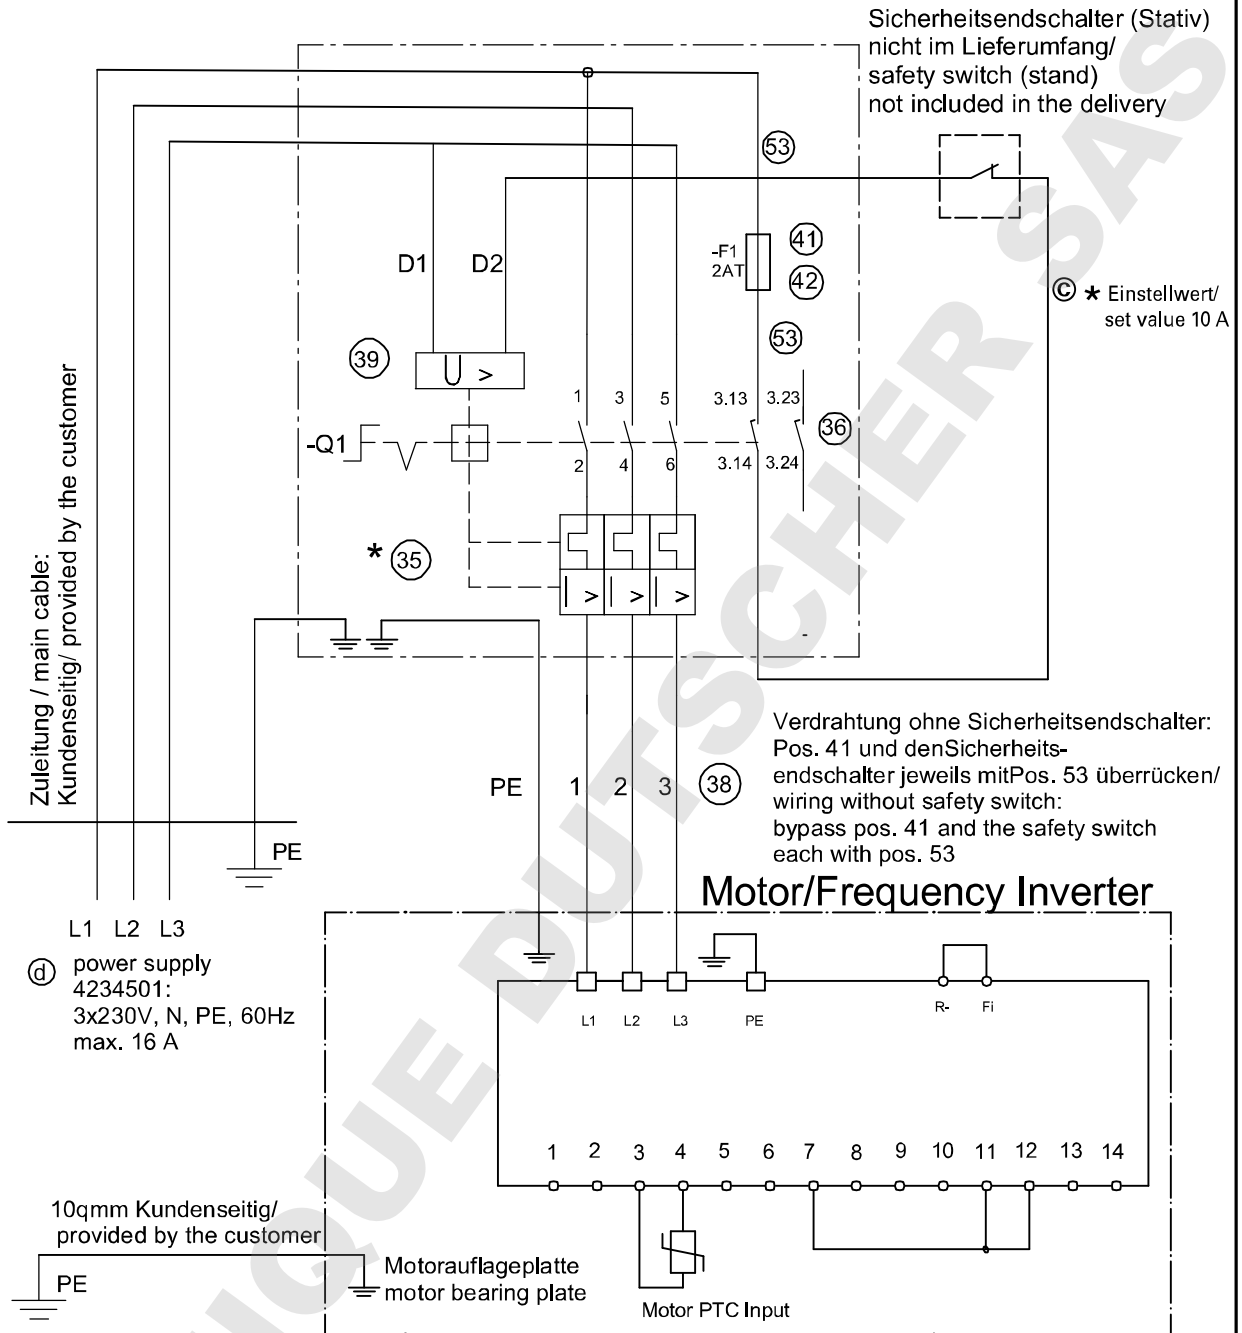 Sicherheitsendschalter (Stativ)
nicht im Lieferumfang/
safety switch (stand)
not included in the delivery
53
-F1
2AT
41
42
D1 D2
© * Einstellwert/
set value 10 A
53
39
U >
1 3 5 3.13 3.23
-Q1
36
2 4 6 3.14 3.24
* 35
I > I > I >
-
Zuleitung / main cable:
Kundenseitig/ provided by the customer
Verdrahtung ohne Sicherheitsendschalter:
Pos. 41 und denSicherheits-
endschalter jeweils mitPos. 53 überrücken/
wiring without safety switch:
bypass pos. 41 and the safety switch
each with pos. 53
PE 1 2 3 38
PE
Motor/Frequency Inverter
L1 L2 L3
d power supply
4234501:
3x230V, N, PE, 60Hz
max. 16 A
L1 L2 L3 PE R- Fi
1 2 3 4 5 6 7 8 9 10 11 12 13 14
10qmm Kundenseitig/
provided by the customer
PE
Motorauflageplatte
motor bearing plate
Motor PTC Input
IQUE DUTSCHER SAS